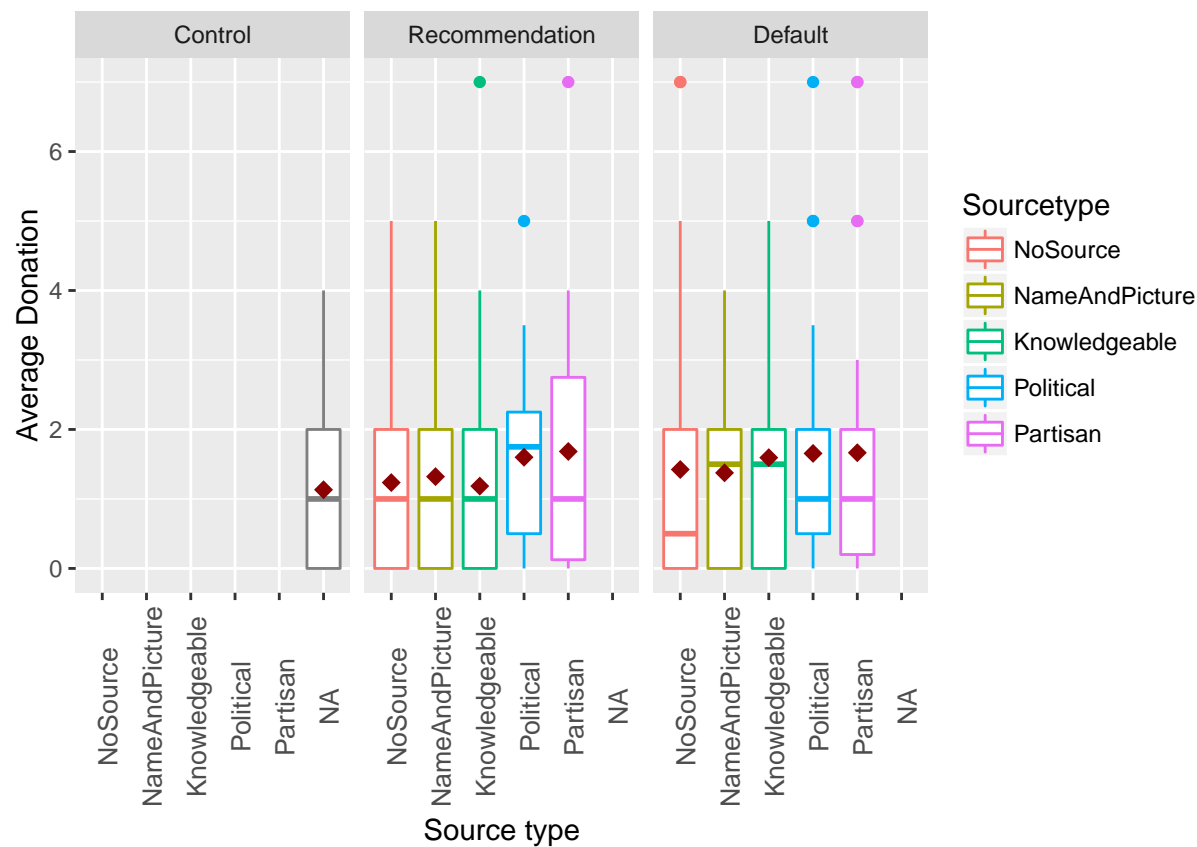 Control
Recommendation
Default
Average Donation
6
4
2
0
NoSource
NameAndPicture
Knowledgeable
Political
Partisan
NA
NoSource
NameAndPicture
Knowledgeable
Political
Partisan
NA
NoSource
NameAndPicture
Knowledgeable
Political
Partisan
NA
Source type
Sourcetype
NoSource
NameAndPicture
Knowledgeable
Political
Partisan